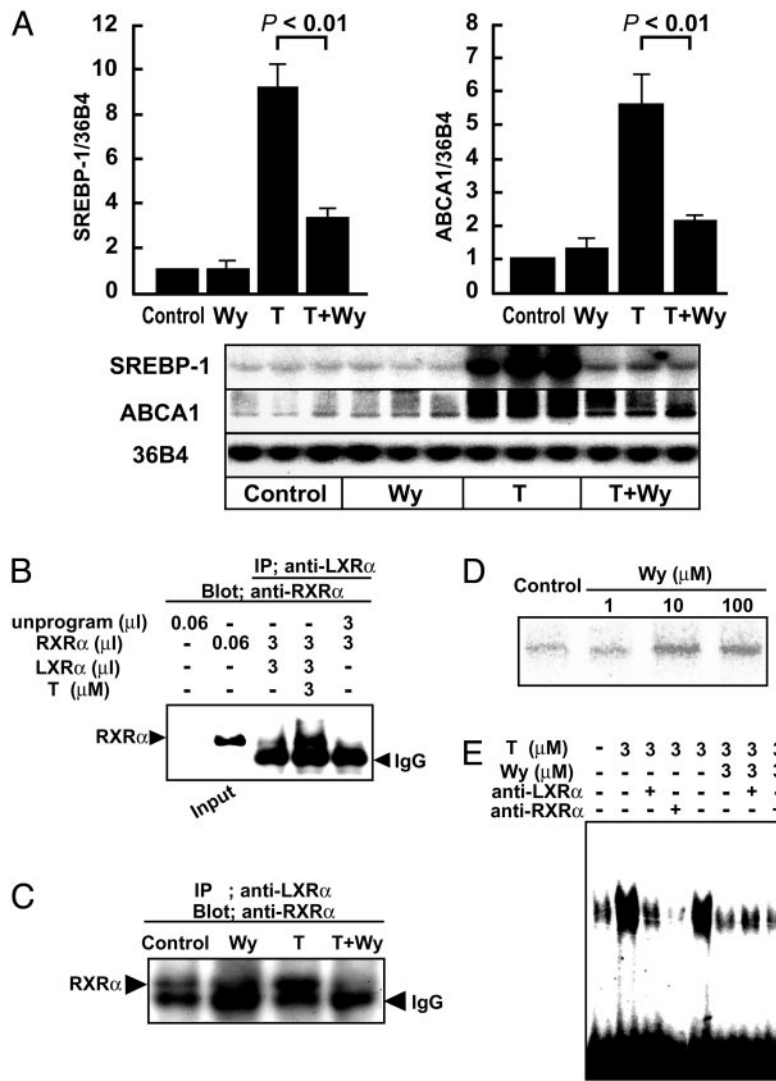 A
P < 0.01
SREBP-1/36B4
12
10
8
6
4
2
0
Control Wy T T+Wy
P < 0.01
ABCA1/36B4
8
7
6
5
4
3
2
1
0
Control Wy T T+Wy
SREBP-1
ABCA1
36B4
Control Wy T T+Wy
B
IP; anti-LXRα
Blot; anti-RXRα
unprogram (μl) 0.06 - - - 3
RXRα (μl) - 0.06 3 3 3
LXRα (μl) - - 3 3 -
T (μM) - - - 3 -
RXRα
IgG
Input
C
IP ; anti-LXRα
Blot; anti-RXRα
Control Wy T T+Wy
RXRα
IgG
D
Control
Wy (μM)
1 10 100
E
T (μM) - 3 3 3 3 3 3 3
Wy (μM) - - - - - 3 3 3
anti-LXRα - - + - - - + -
anti-RXRα - - - + - - -